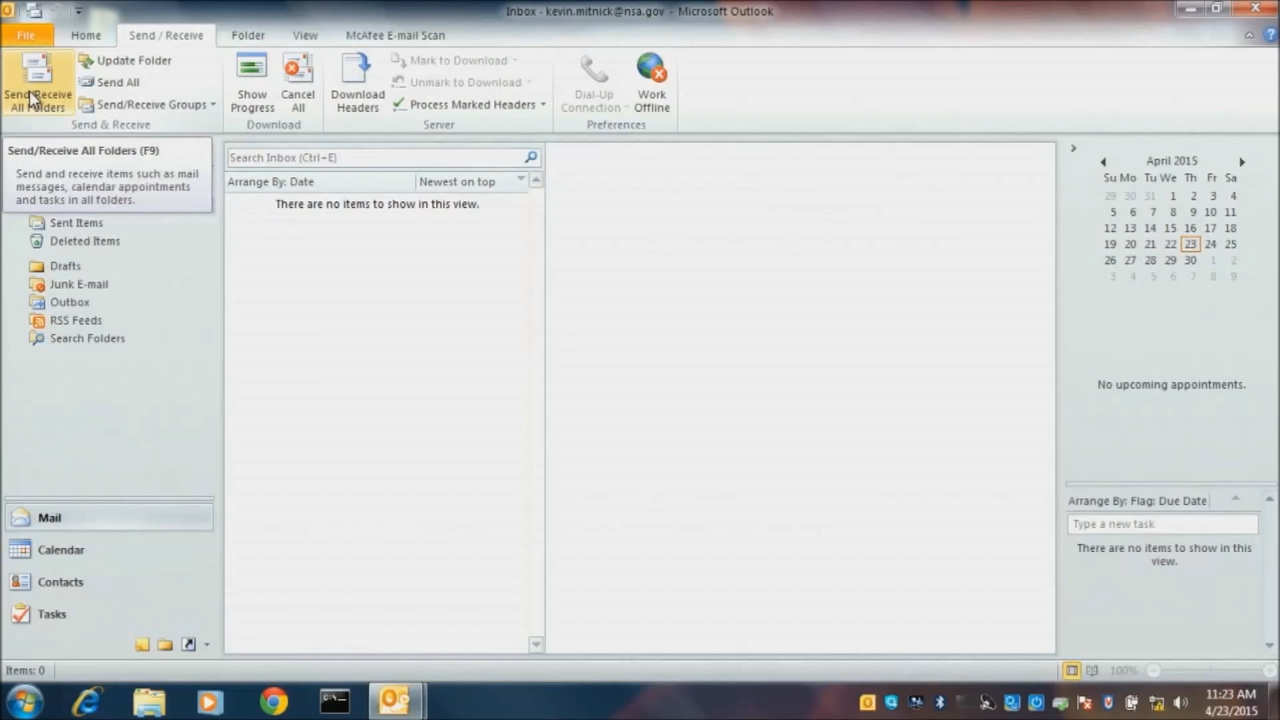 Inbox - kevin.mitnick@nsa.gov - Microsoft Outlook
File Home Send / Receive Folder View McAfee E-mail Scan
Send/Receive All Folders
Update Folder
Send All
Send/Receive Groups
Send & Receive
Show Progress
Cancel All
Download
Download Headers
Mark to Download
Unmark to Download
Process Marked Headers
Server
Dial-Up Connection
Work Offline
Preferences
Send/Receive All Folders (F9)
Send and receive items such as mail
messages, calendar appointments
and tasks in all folders.
Sent Items
Deleted Items
Drafts
Junk E-mail
Outbox
RSS Feeds
Search Folders
Mail
Calendar
Contacts
Tasks
Search Inbox (Ctrl+E)
Arrange By: Date Newest on top
There are no items to show in this view.
April 2015
Su Mo Tu We Th Fr Sa
29 30 31 1 2 3 4
5 6 7 8 9 10 11
12 13 14 15 16 17 18
19 20 21 22 23 24 25
26 27 28 29 30 1 2
3 4 5 6 7 8 9
No upcoming appointments.
Arrange By: Flag: Due Date
Type a new task
There are no items to show in this
view.
Items: 0
100%
C:\
11:23 AM
4/23/2015